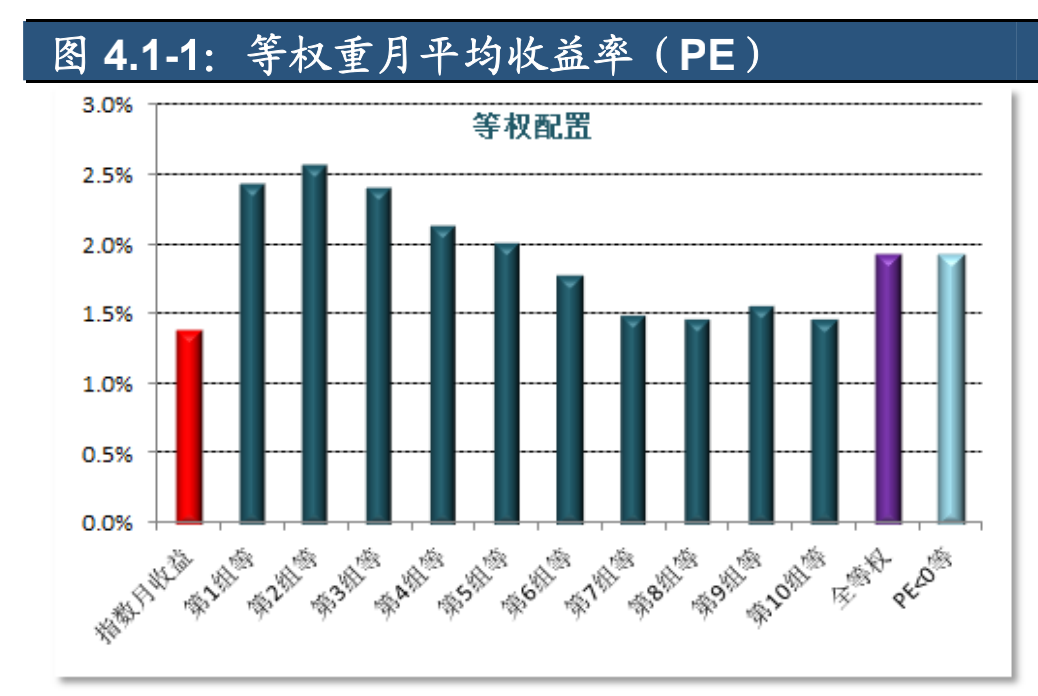 图 4.1-1：等权重月平均收益率（PE）
等权配置
3.0%
2.5%
2.0%
1.5%
1.0%
0.5%
0.0%
指数月收益
第1组等
第2组等
第3组等
第4组等
第5组等
第6组等
第7组等
第8组等
第9组等
第10组等
全等权
PE<0等